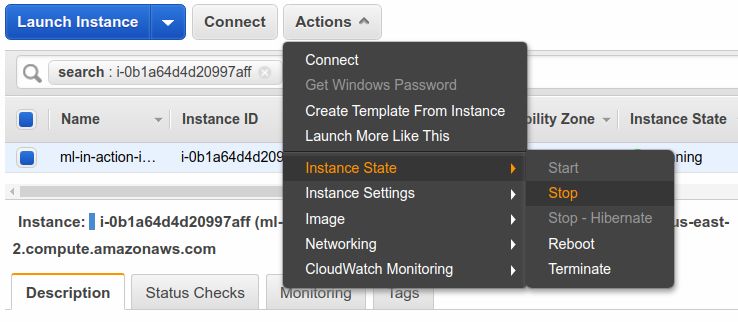 Launch Instance Connect Actions
search : i-0b1a64d4d20997aff
Name Instance ID bility Zone Instance State
ml-in-action-i… i-0b1a64d4d209 nning
Connect
Get Windows Password
Create Template From Instance
Launch More Like This
Instance State
Instance Settings
Image
Networking
CloudWatch Monitoring
Start
Stop
Stop - Hibernate
Reboot
Terminate
Instance: i-0b1a64d4d20997aff (ml- us-east-
2.compute.amazonaws.com
Description Status Checks Monitoring Tags